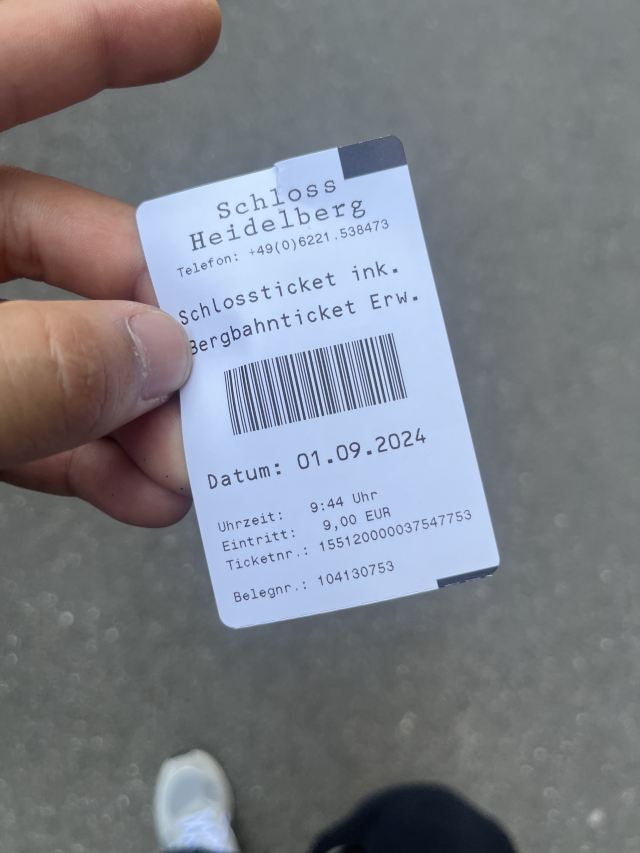 Schloss
Heidelberg
Telefon: +49(0)6221.538473
Schlossticket ink.
Bergbahnticket Erw.
Datum: 01.09.2024
Uhrzeit: 9:44 Uhr
Eintritt: 9,00 EUR
Ticketnr.: 155120000037547753
Belegnr.: 104130753